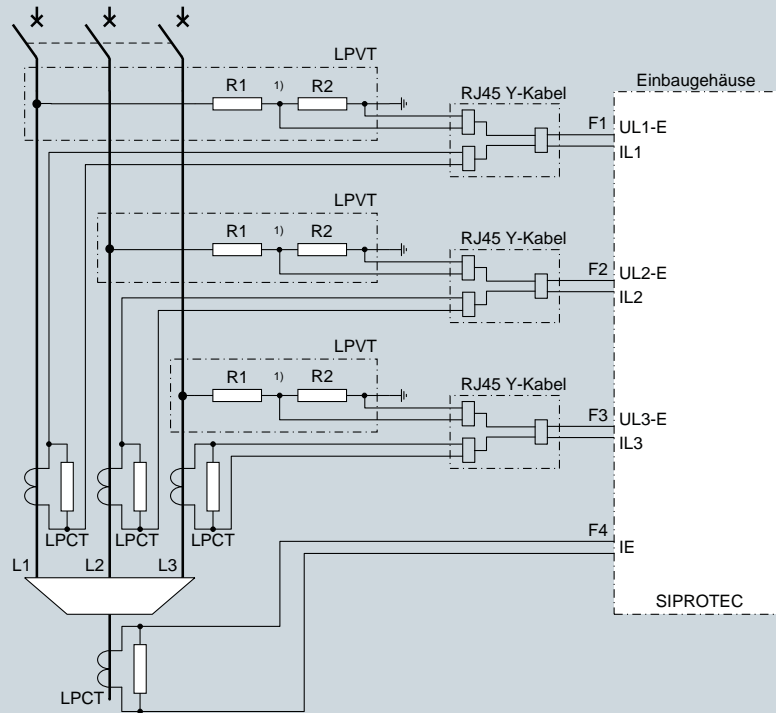 LPVT
R1
1)
R2
RJ45 Y-Kabel
Einbaugehäuse
F1
UL1-E
IL1
LPVT
R1
1)
R2
RJ45 Y-Kabel
F2
UL2-E
IL2
LPVT
R1
1)
R2
RJ45 Y-Kabel
F3
UL3-E
IL3
LPCT
LPCT
LPCT
F4
IE
L1
L2
L3
SIPROTEC
LPCT